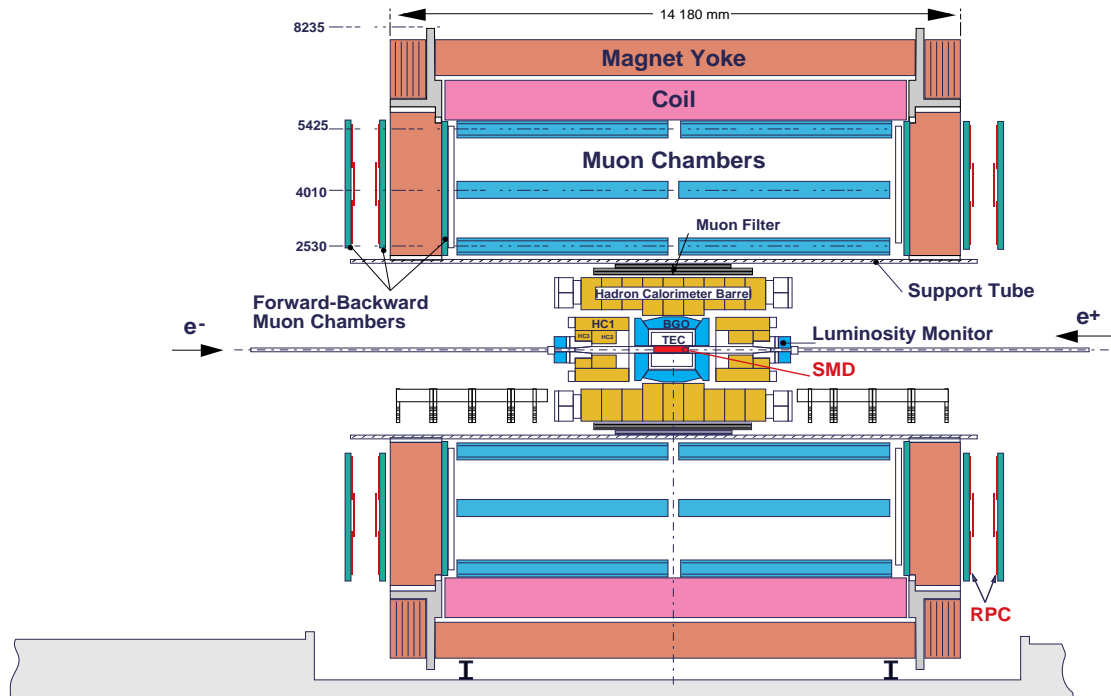 14 180 mm
8235
Magnet Yoke
Coil
5425
Muon Chambers
4010
Muon Filter
2530
Hadron Calorimeter Barrel
Support Tube
Forward-Backward
Muon Chambers
HC1
BGO
e-
e+
HC3
HC2
TEC
Luminosity Monitor
SMD
RPC